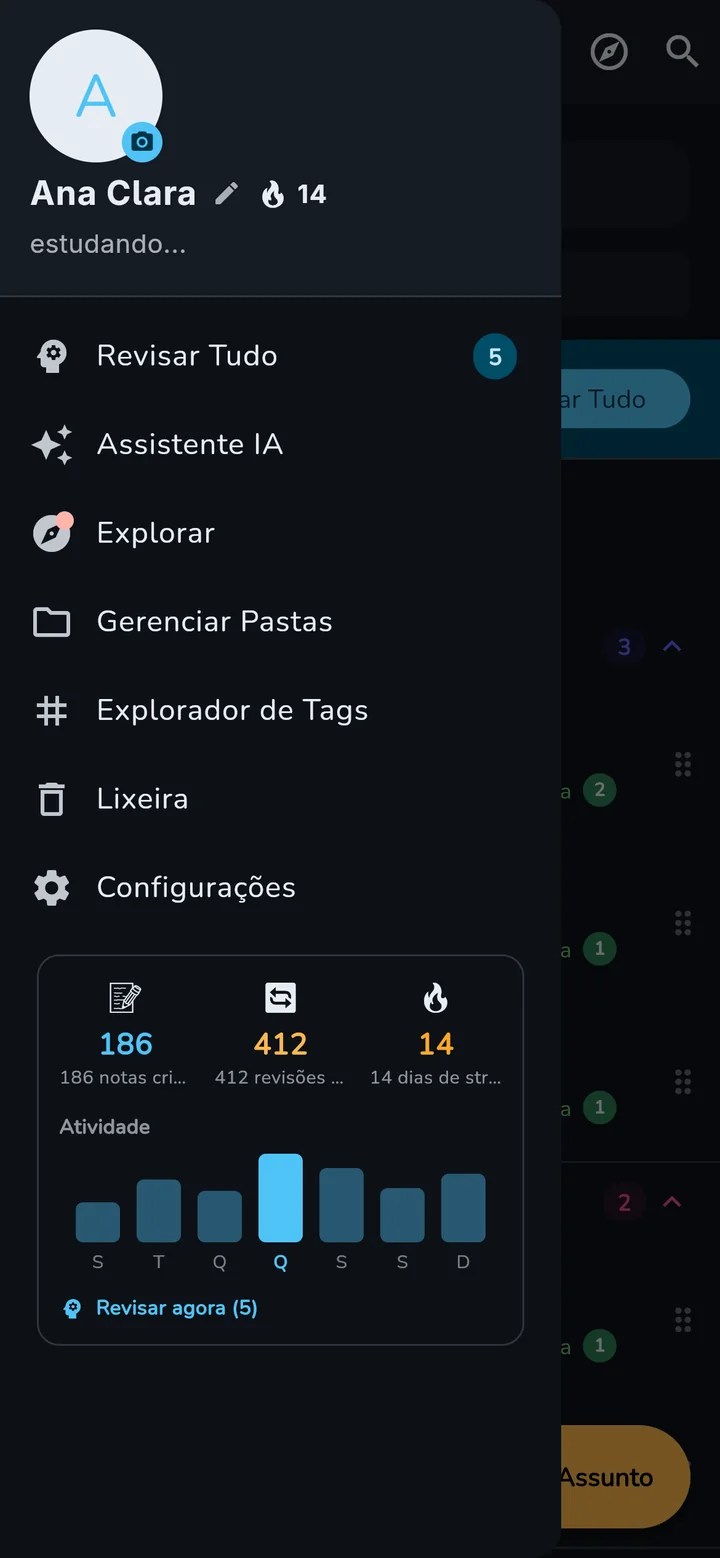 A
Ana Clara 14
estudando...
Revisar Tudo 5
ar Tudo
Assistente IA
Explorar
Gerenciar Pastas
3
Explorador de Tags
a 2
Lixeira
Configurações
a 1
186 412 14
186 notas cri... 412 revisões ... 14 dias de str...
a 1
Atividade
2
S T Q Q S S D
Revisar agora (5)
a 1
Assunto